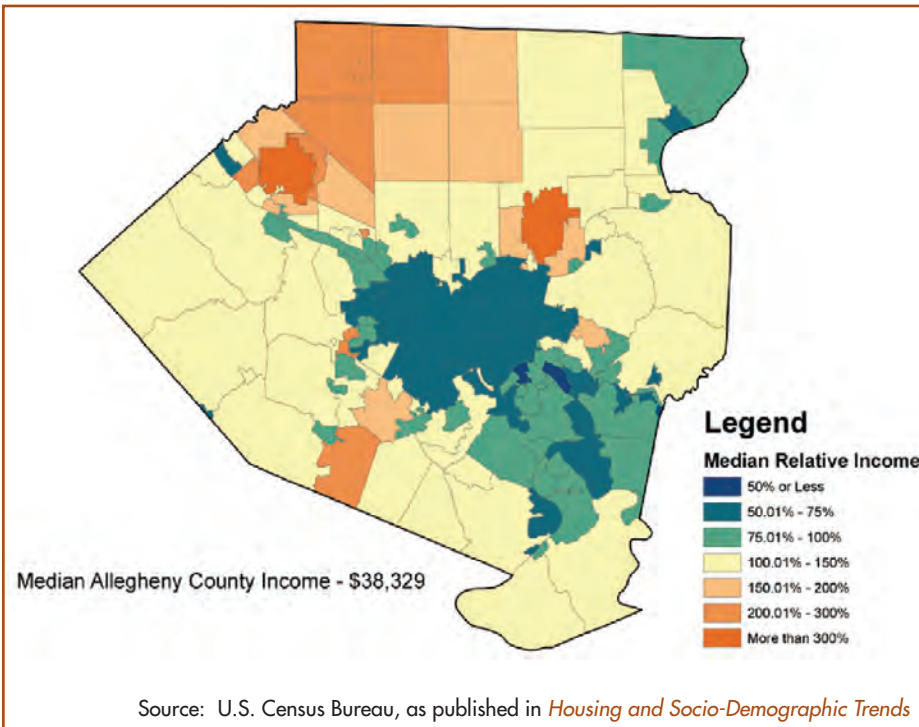 Legend
Median Relative Income
50% or Less
50.01% - 75%
75.01% - 100%
100.01% - 150%
150.01% - 200%
200.01% - 300%
More than 300%
Median Allegheny County Income - $38,329
Source: U.S. Census Bureau, as published in Housing and Socio-Demographic Trends